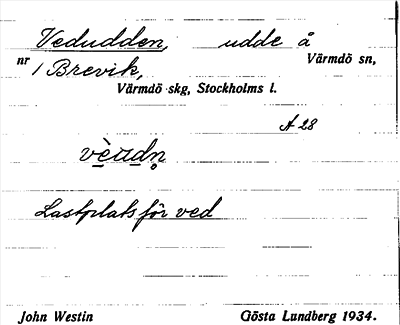 Vedudden, udde å
nr 1 Brevik, Värmdö sn,
Värmdö skg, Stockholms l.
A 28
Lastplats för ved
John Westin Gösta Lundberg 1934.